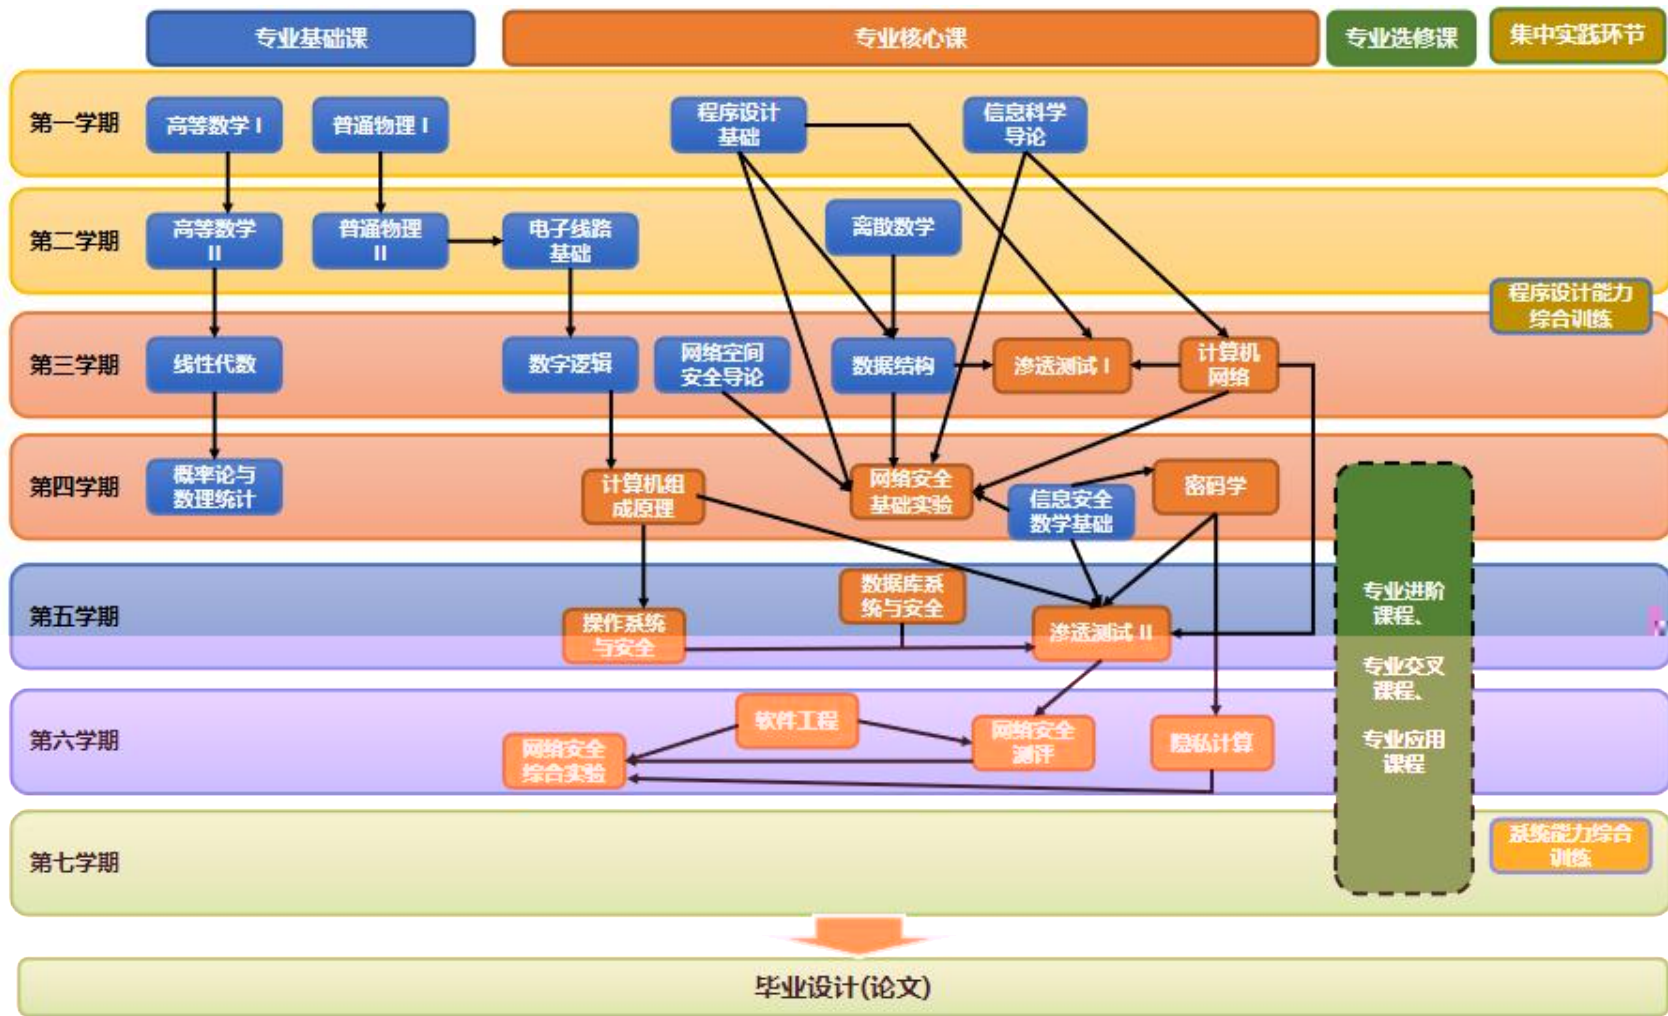 专业基础课
专业核心课
专业选修课
集中实践环节
第一学期
高等数学 I
普通物理 I
程序设计
基础
信息科学
导论
第二学期
高等数学
II
普通物理
II
电子线路
基础
离散数学
程序设计能力
综合训练
第三学期
线性代数
数字逻辑
网络空间
安全导论
数据结构
渗透测试 I
计算机
网络
第四学期
概率论与
数理统计
计算机组
成原理
网络安全
基础实验
信息安全
数学基础
密码学
第五学期
操作系统
与安全
数据库系
统与安全
渗透测试 II
专业进阶
课程、
专业交叉
课程、
专业应用
课程
第六学期
网络安全
综合实验
软件工程
网络安全
测评
隐私计算
第七学期
系统能力综合
训练
毕业设计(论文)